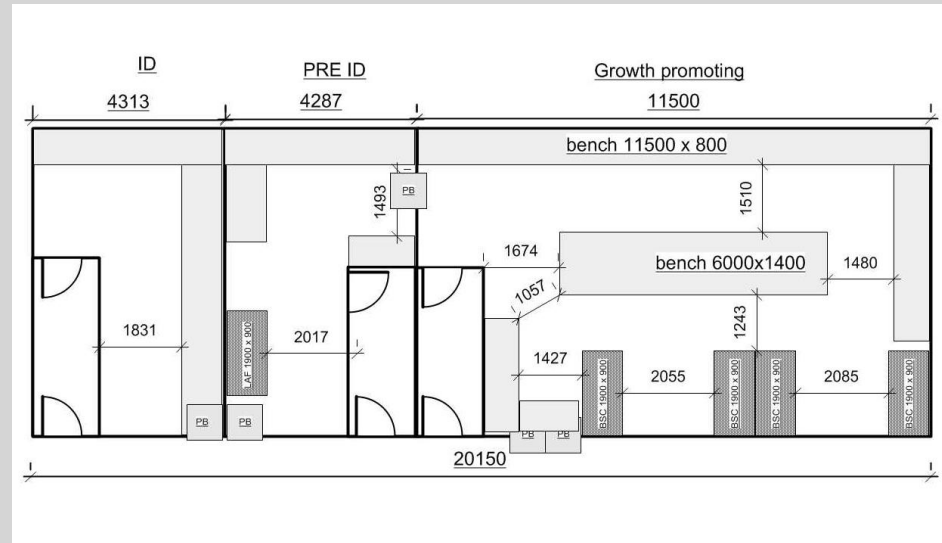 ID
PRE ID
Growth promoting
4313
4287
11500
bench 11500 x 800
PB
1493
1510
1674
bench 6000x1400
1480
1057
1243
1831
LAF 1900 x 900
2017
1427
BSC 1900 x 900
2055
BSC 1900 x 900
BSC 1900 x 900
2085
BSC 1900 x 900
PB
PB
PB
PB
20150